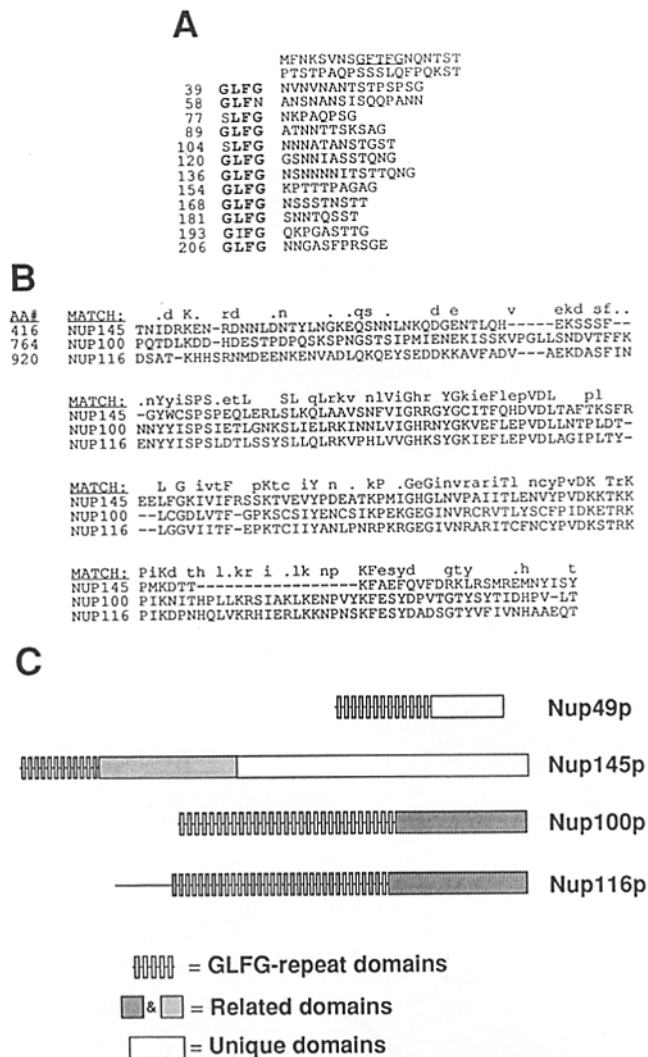 A
MFNKSVNSGFTFGNQNTST
PTSTPAQPSSSLQFPQKST
39 GLFG NVNVNANTSTPSPSG
58 GLFN ANSNANSISQQPANN
77 SLFG NKPAQPSG
89 GLFG ATNNTTSKSAG
104 SLFG NNNATANSTGST
120 GLFG GSNNIASSTQNG
136 GLFG NSNNNNITSTTQNG
154 GLFG KPTTTPAGAG
168 GLFG NSSSTNSTT
181 GLFG SNNTQSST
193 GIFG QKPGASTTG
206 GLFG NNGASFPRSGE
B
AA# MATCH: .d K. rd .n . .qs . d e v ekd sf..
416 NUP145 TNIDRKEN-RDNNLDNTYLNGKEQSNNLNKQDGENTLQH-----EKSSSF--
764 NUP100 PQTDLKDD-HDESTPDPQSKSPNGSTSIPMIENEKISSKVPGLLSNDVTFFK
920 NUP116 DSAT-KHHSRNMDEENKENVADLQKQEYSEDDKKAVFADV---AEKDASFIN
MATCH: .nYyiSPS.etL SL qLrkv nlVIGhr YGkieFlepVDL pl
NUP145 -GYWCSPSPEQLERLSLKQLAAVSNFVIGRRGYGCITFQHDVDLTAFTKSFR
NUP100 NNYYISPSIETLGNKSLIELRKINNLVIGHRNYGKVEFLEPVDLLNTPLDT-
NUP116 ENYYISPSLDTLSSYSLLQLRKVPHLVVGHKSYGKIEFLEPVDLAGIPLTY-
MATCH: L G ivtF pKtc iY n . kP .GeGinvrariTl ncyPvDK TrK
NUP145 EELFGKIVIFRSSKTVEVYPDEATKPMIGHGLNVPAIITLENVYPVDKKTKK
NUP100 --LCGDLVTF-GPKSCSIYENCSIKPEKGEGINVRCRVTLYSCFPIDKETRK
NUP116 --LGGVIITF-EPKTCIIYANLPNRPKRGEGINVRARITCFNCYPVDKSTRK
MATCH: PIKd th l.kr i .lk np KFesyd gty .h t
NUP145 PMKDTT-----------------KFAEFQVFDRKLRSMREMNYISY
NUP100 PIKNITHPLLKRSIAKLKENPVYKFESYDPVTGTYSYTIDHPV-LT
NUP116 PIKDPNHQLVKRHIERLKKNPNSKFESYDADSGTYVFIVNHAAEQT
C
Nup49p
Nup145p
Nup100p
Nup116p
= GLFG-repeat domains
& = Related domains
= Unique domains